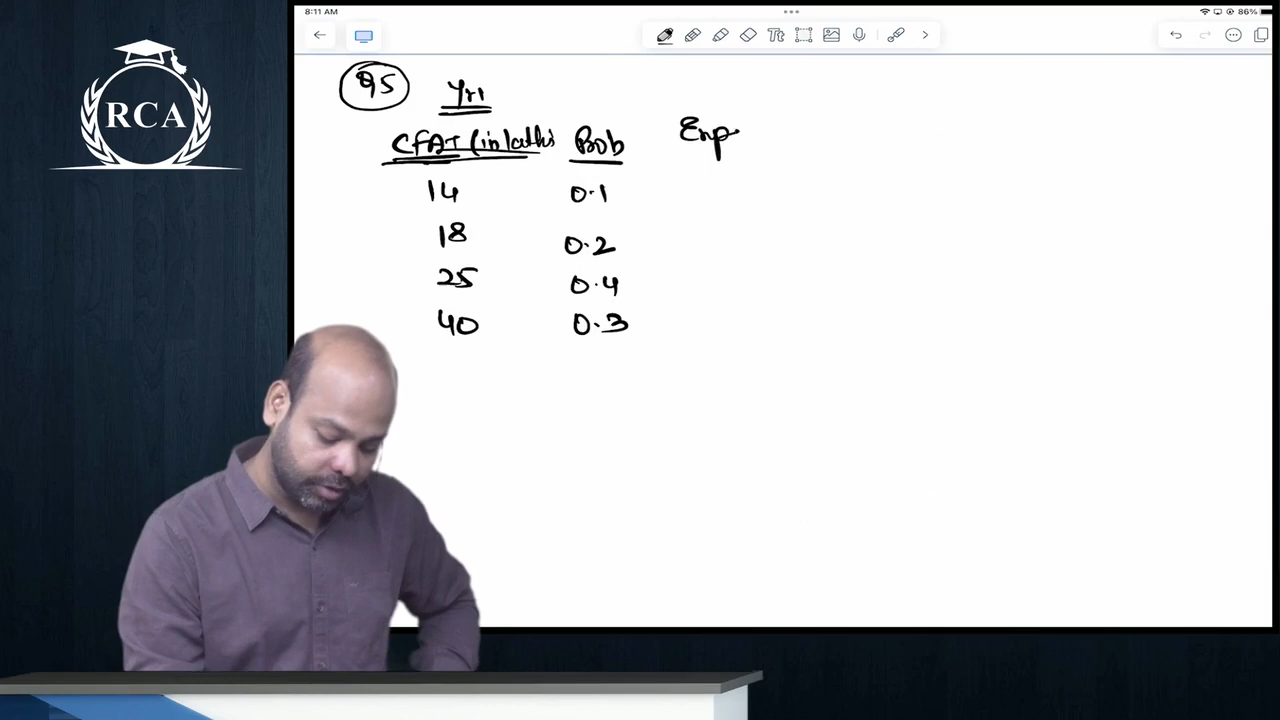 8:11 AM
86%
RCA
Q5
Yr1
CFAT (in lakhs Prob
Exp
14 0.1
18 0.2
25 0.4
40 0.3